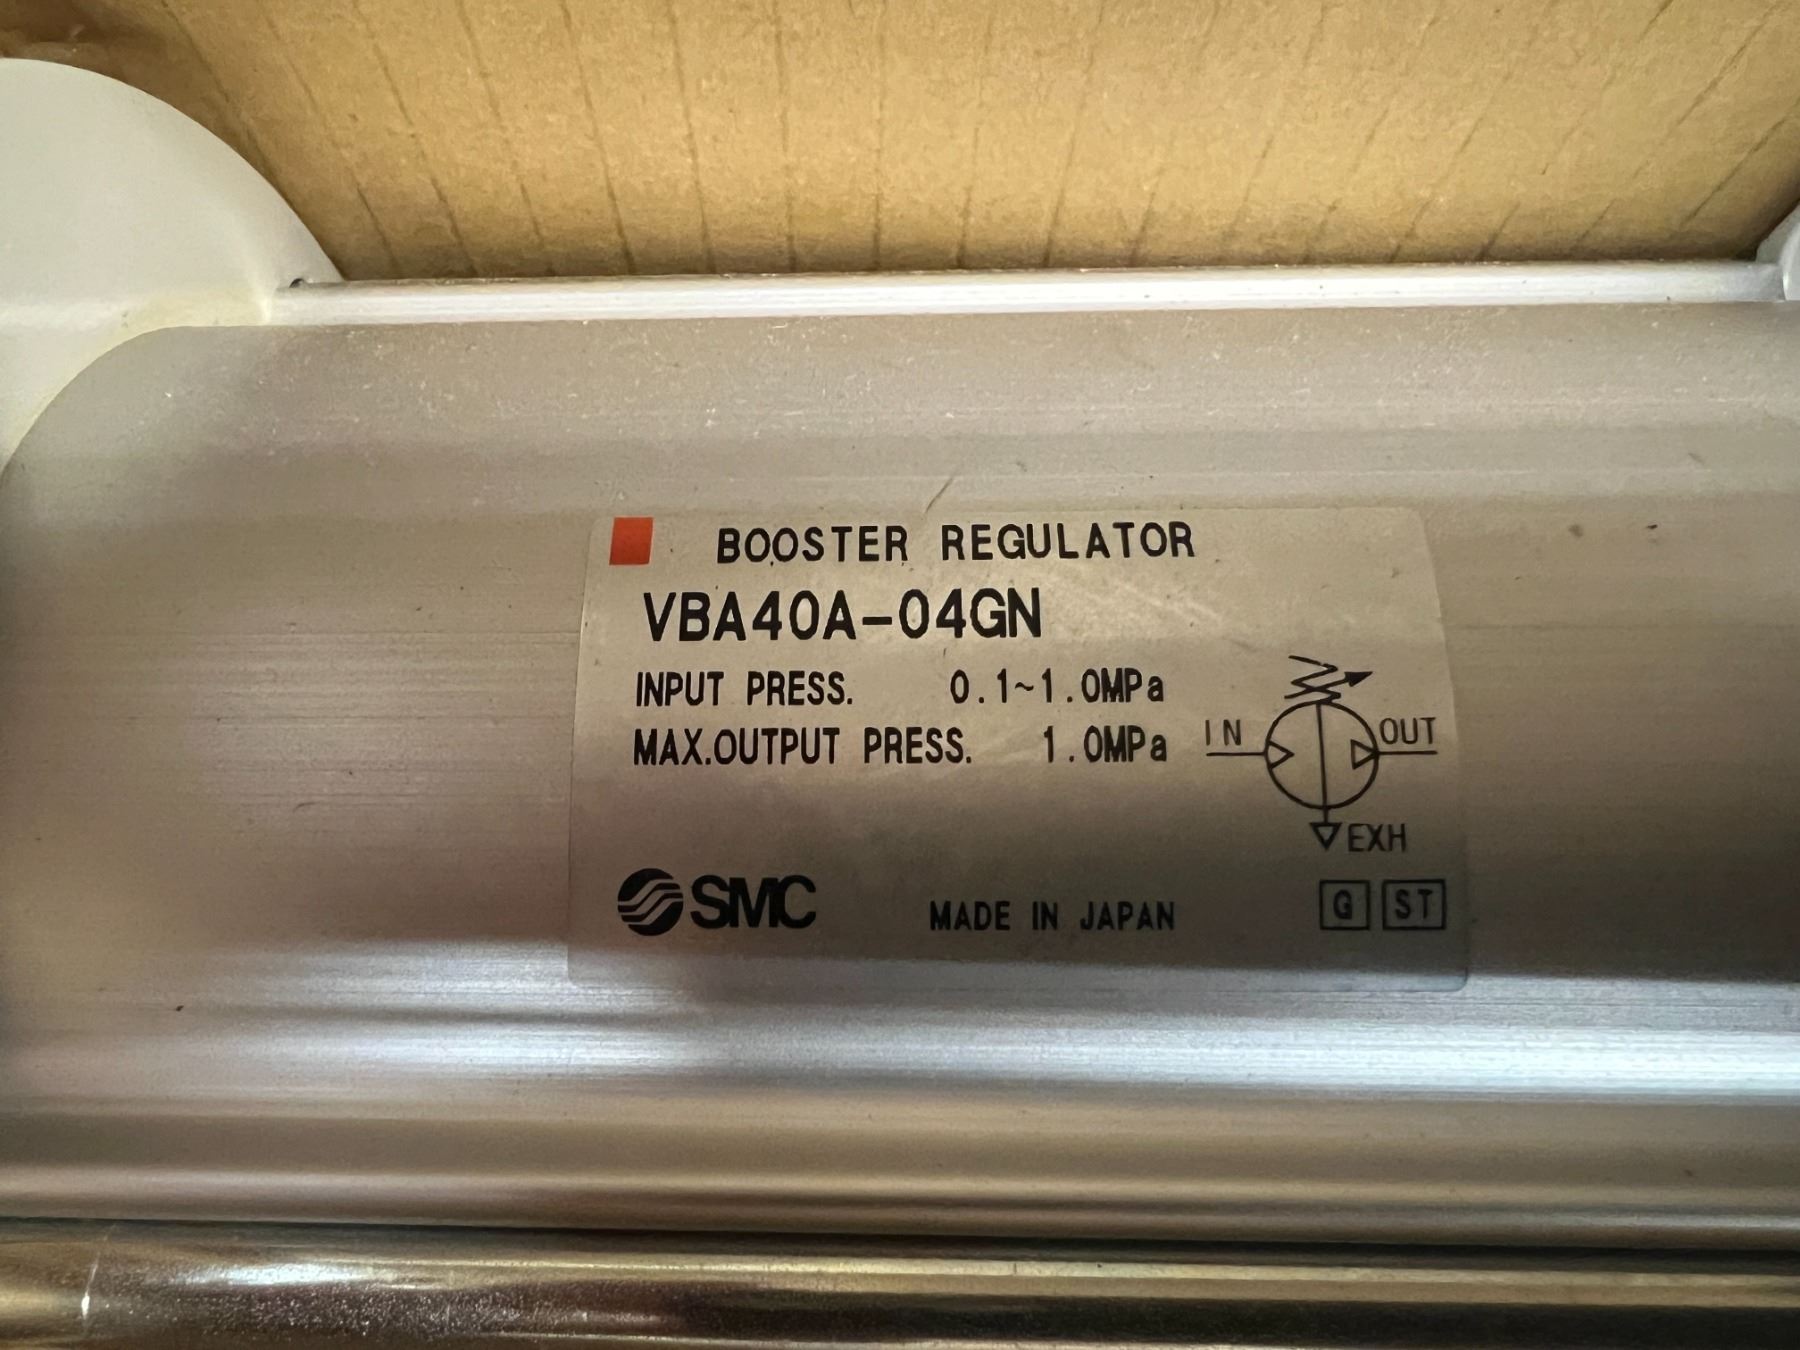 BOOSTER REGULATOR
VBA40A-04GN
INPUT PRESS. 0.1~1.0MPa
MAX.OUTPUT PRESS. 1.0MPa
IN OUT
EXH
SMC MADE IN JAPAN G ST